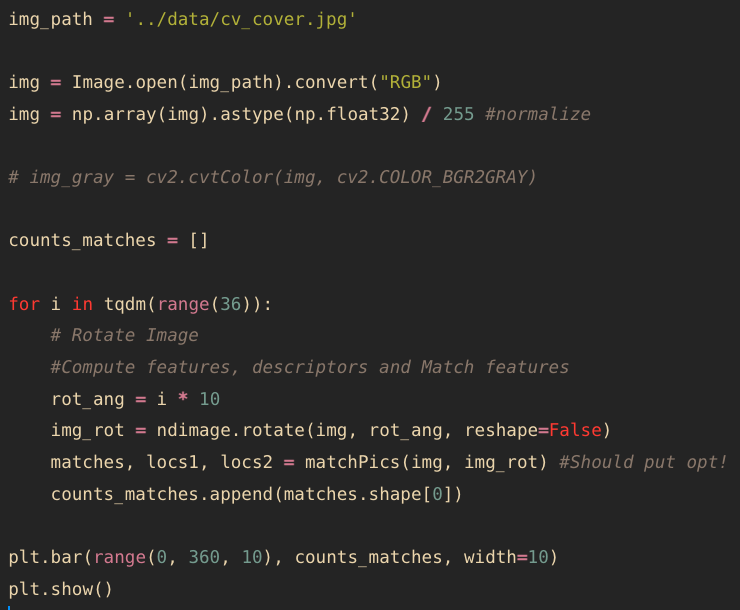 img_path = '../data/cv_cover.jpg'
img = Image.open(img_path).convert("RGB")
img = np.array(img).astype(np.float32) / 255 #normalize
# img_gray = cv2.cvtColor(img, cv2.COLOR_BGR2GRAY)
counts_matches = []
for i in tqdm(range(36)):
    # Rotate Image
    #Compute features, descriptors and Match features
    rot_ang = i * 10
    img_rot = ndimage.rotate(img, rot_ang, reshape=False)
    matches, locs1, locs2 = matchPics(img, img_rot) #Should put opt!
    counts_matches.append(matches.shape[0])
plt.bar(range(0, 360, 10), counts_matches, width=10)
plt.show()